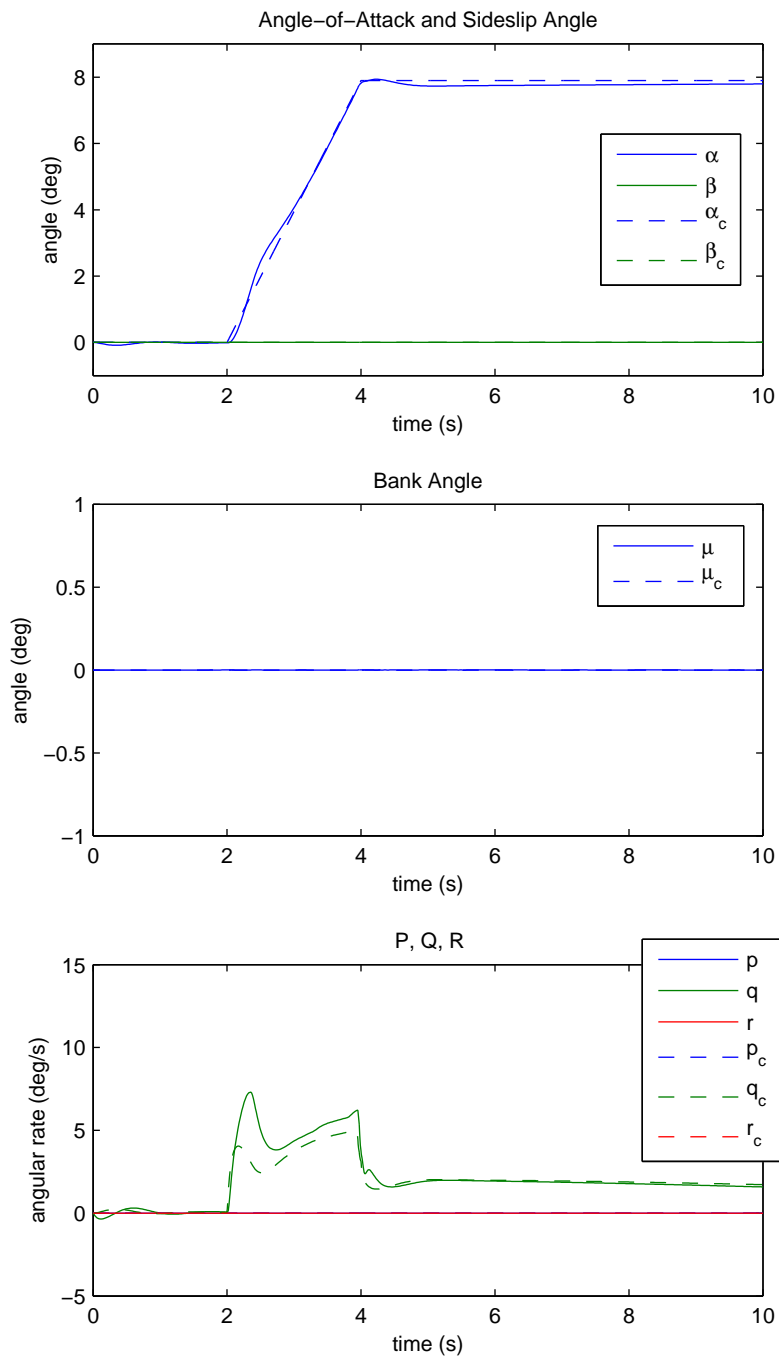 Angle−of−Attack and Sideslip Angle
8
6
4
2
0
angle (deg)
α
β
α_c
β_c
0 2 4 6 8 10
time (s)
Bank Angle
1
0.5
0
−0.5
−1
angle (deg)
μ
μ_c
0 2 4 6 8 10
time (s)
P, Q, R
15
10
5
0
−5
angular rate (deg/s)
p
q
r
p_c
q_c
r_c
0 2 4 6 8 10
time (s)